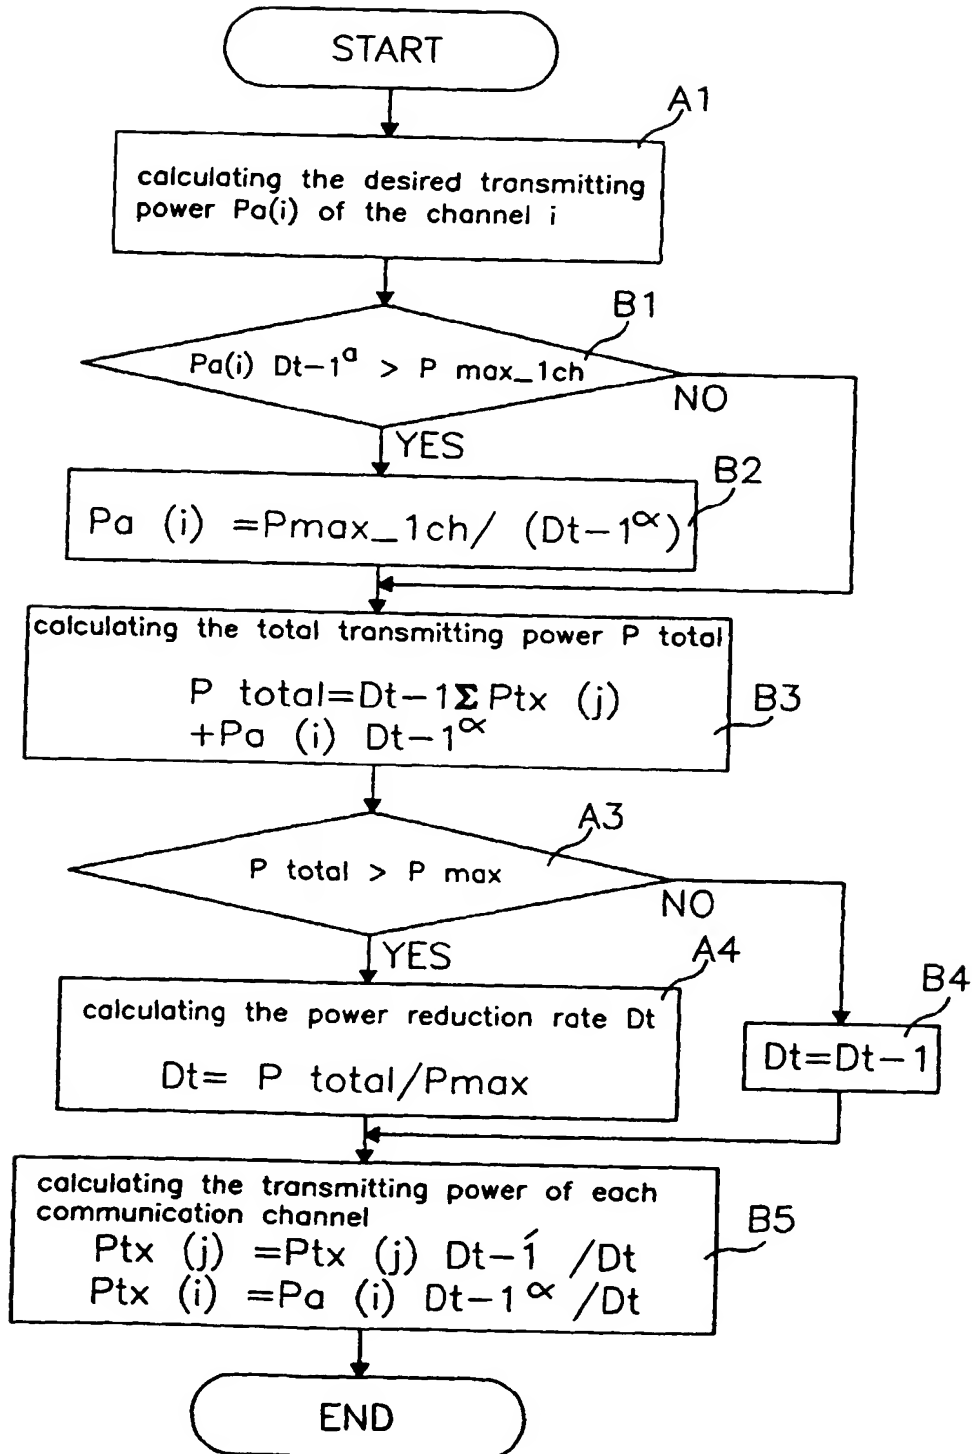 START
A1
calculating the desired transmitting
power Pa(i) of the channel i
B1
Pa(i) Dt-1ᵅ > P max_1ch
NO
YES
B2
Pa (i) =Pmax_1ch/ (Dt-1ᵅ)
calculating the total transmitting power P total
P total=Dt-1Σ Ptx (j)
+Pa (i) Dt-1ᵅ
B3
A3
P total > P max
NO
YES
A4
calculating the power reduction rate Dt
Dt= P total/Pmax
B4
Dt=Dt-1
calculating the transmitting power of each
communication channel
Ptx (j) =Ptx (j) Dt-1 /Dt
Ptx (i) =Pa (i) Dt-1ᵅ /Dt
B5
END